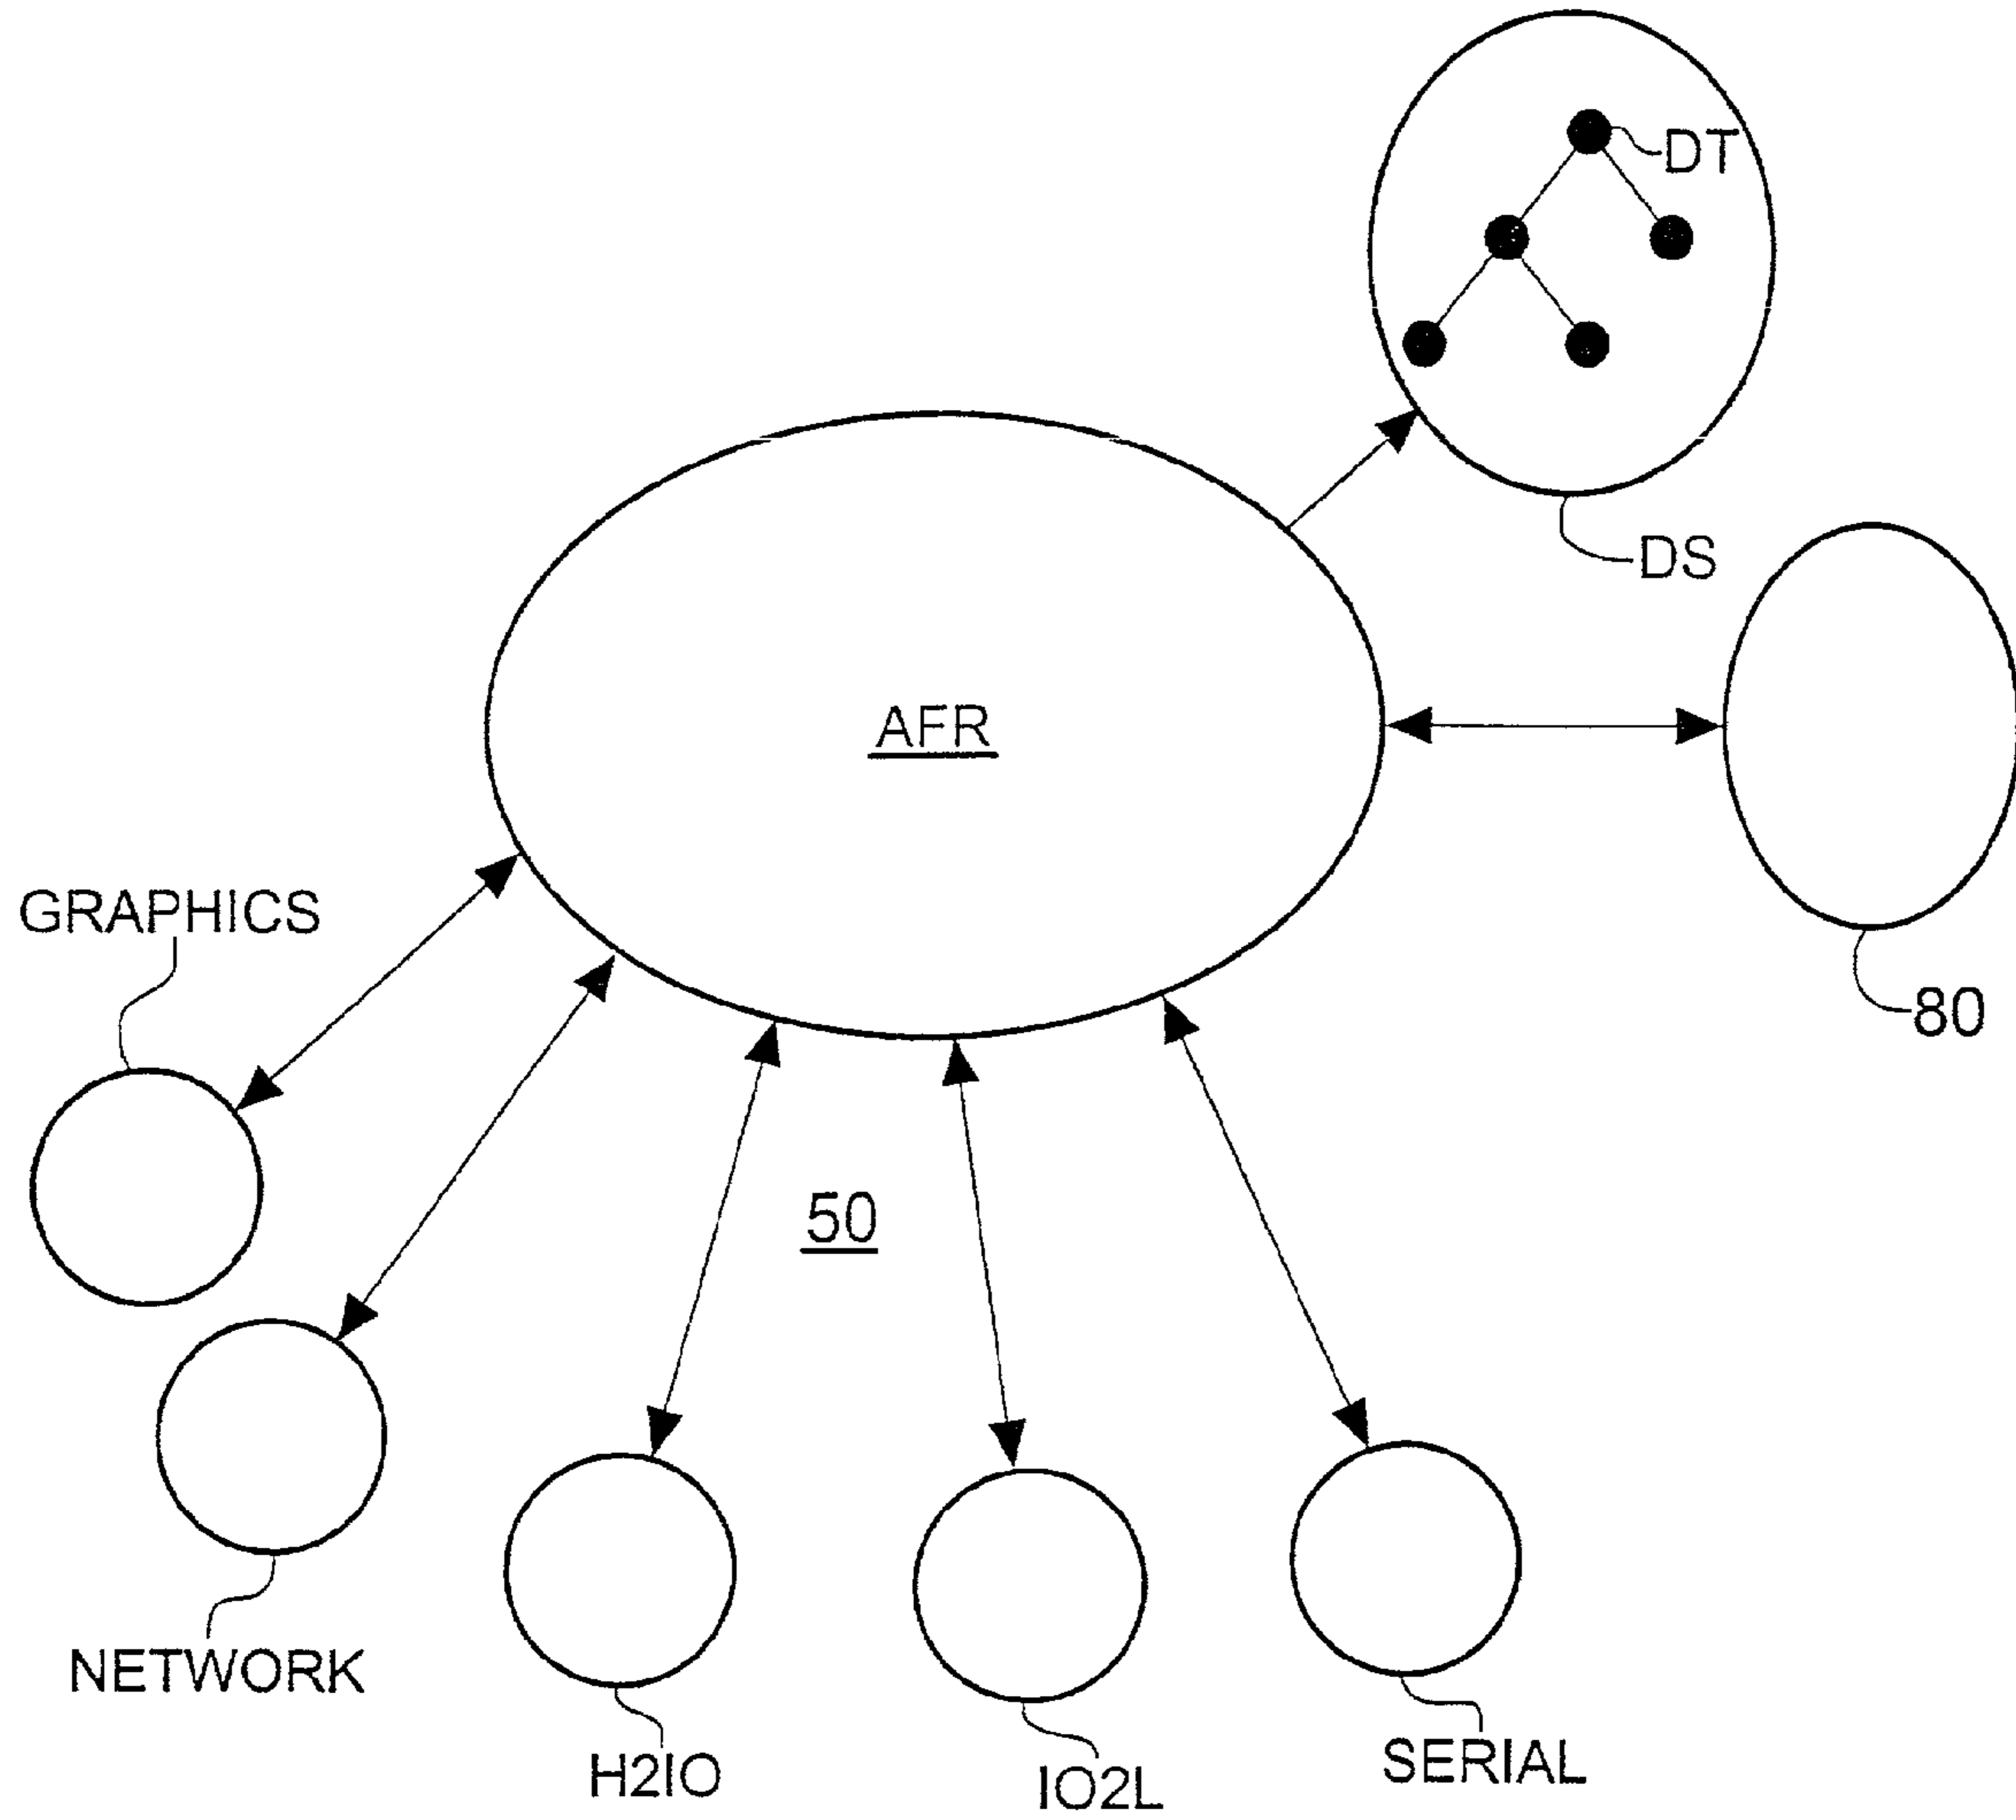 DT
DS
AFR
80
GRAPHICS
50
NETWORK
H2IO
IO2L
SERIAL